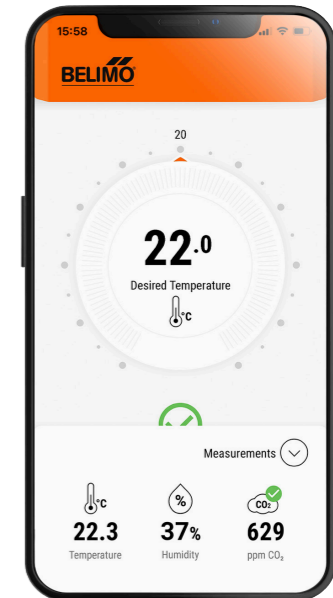 15:58
BELIMO
20
22.0
Desired Temperature
°C
Measurements
°C
%
CO₂
22.3
37%
629
Temperature
Humidity
ppm CO₂